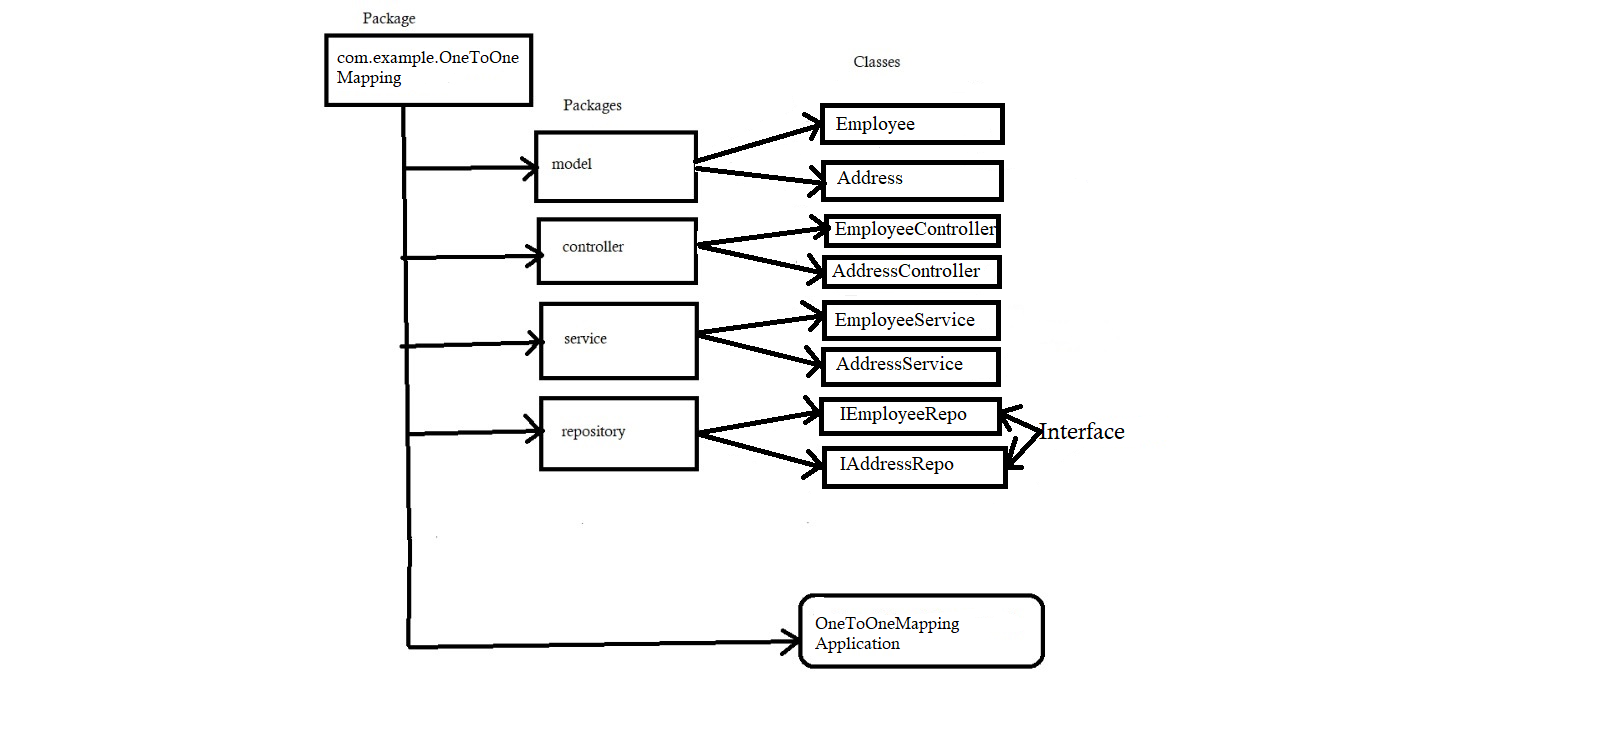 Package
com.example.OneToOne
Mapping
Classes
Packages
Employee
model
Address
EmployeeController
controller
AddressController
EmployeeService
service
AddressService
IEmployeeRepo
repository
Interface
IAddressRepo
OneToOneMapping
Application